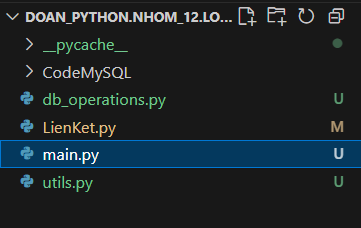 DOAN_PYTHON.NHOM_12.LO...
__pycache__
CodeMySQL
db_operations.py U
LienKet.py M
main.py U
utils.py U